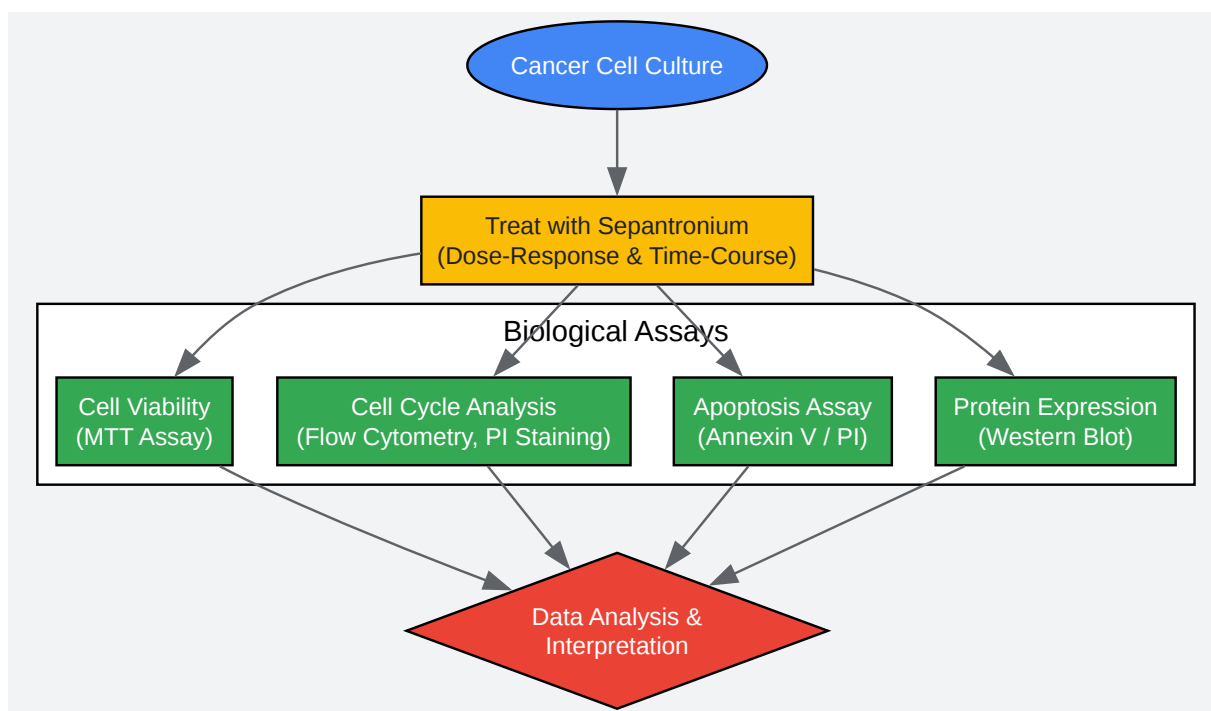 Cancer Cell Culture
Treat with Sepantronium
(Dose-Response & Time-Course)
Biological Assays
Cell Viability
(MTT Assay)
Cell Cycle Analysis
(Flow Cytometry, PI Staining)
Apoptosis Assay
(Annexin V / PI)
Protein Expression
(Western Blot)
Data Analysis &
Interpretation